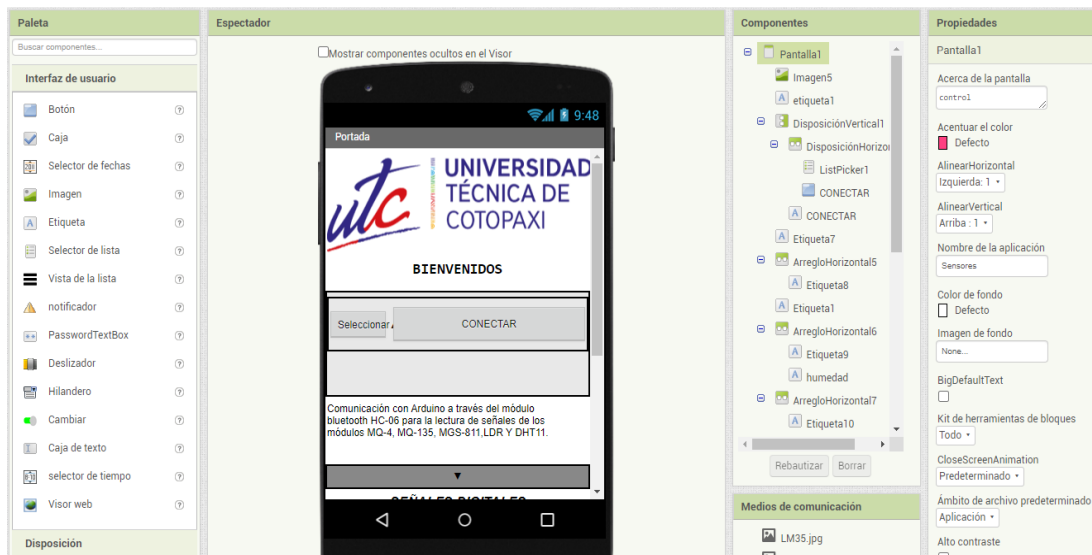 Paleta
Buscar componentes...
Interfaz de usuario
Botón
Caja
Selector de fechas
Imagen
Etiqueta
Selector de lista
Vista de la lista
notificador
PasswordTextBox
Deslizador
Hilandero
Cambiar
Caja de texto
selector de tiempo
Visor web
Disposición
Espectador
Mostrar componentes ocultos en el Visor
9:48
Portada
utc
UNIVERSIDAD
TÉCNICA DE
COTOPAXI
BIENVENIDOS
Seleccionar
CONECTAR
Comunicación con Arduino a través del módulo
bluetooth HC-06 para la lectura de señales de los
módulos MQ-4, MQ-135, MGS-811,LDR Y DHT11.
▼
SEÑALES DIGITALES
Componentes
Pantalla1
Imagen5
etiqueta1
DisposiciónVertical1
DisposiciónHorizo
ListPicker1
CONECTAR
CONECTAR
Etiqueta7
ArregloHorizontal5
Etiqueta8
Etiqueta1
ArregloHorizontal6
Etiqueta9
humedad
ArregloHorizontal7
Etiqueta10
Rebautizar Borrar
Medios de comunicación
LM35.jpg
Propiedades
Pantalla1
Acerca de la pantalla
control
Acentuar el color
Defecto
AlinearHorizontal
Izquierda: 1
AlinearVertical
Arriba : 1
Nombre de la aplicación
Sensores
Color de fondo
Defecto
Imagen de fondo
None...
BigDefaultText
Kit de herramientas de bloques
Todo
CloseScreenAnimation
Predeterminado
Ámbito de archivo predeterminado
Aplicación
Alto contraste